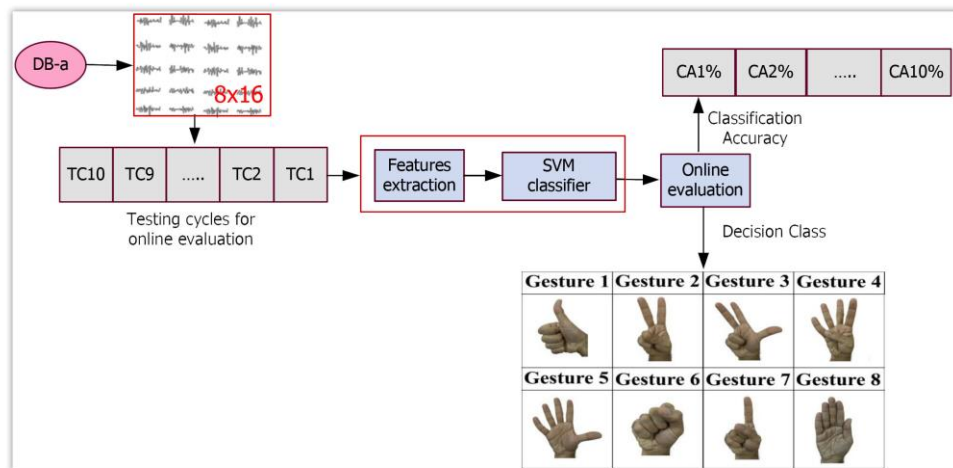 DB-a
8x16
CA1% CA2% ..... CA10%
Classification
Accuracy
TC10 TC9 ..... TC2 TC1
Features
extraction
SVM
classifier
Online
evaluation
Testing cycles for
online evaluation
Decision Class
Gesture 1 Gesture 2 Gesture 3 Gesture 4
Gesture 5 Gesture 6 Gesture 7 Gesture 8